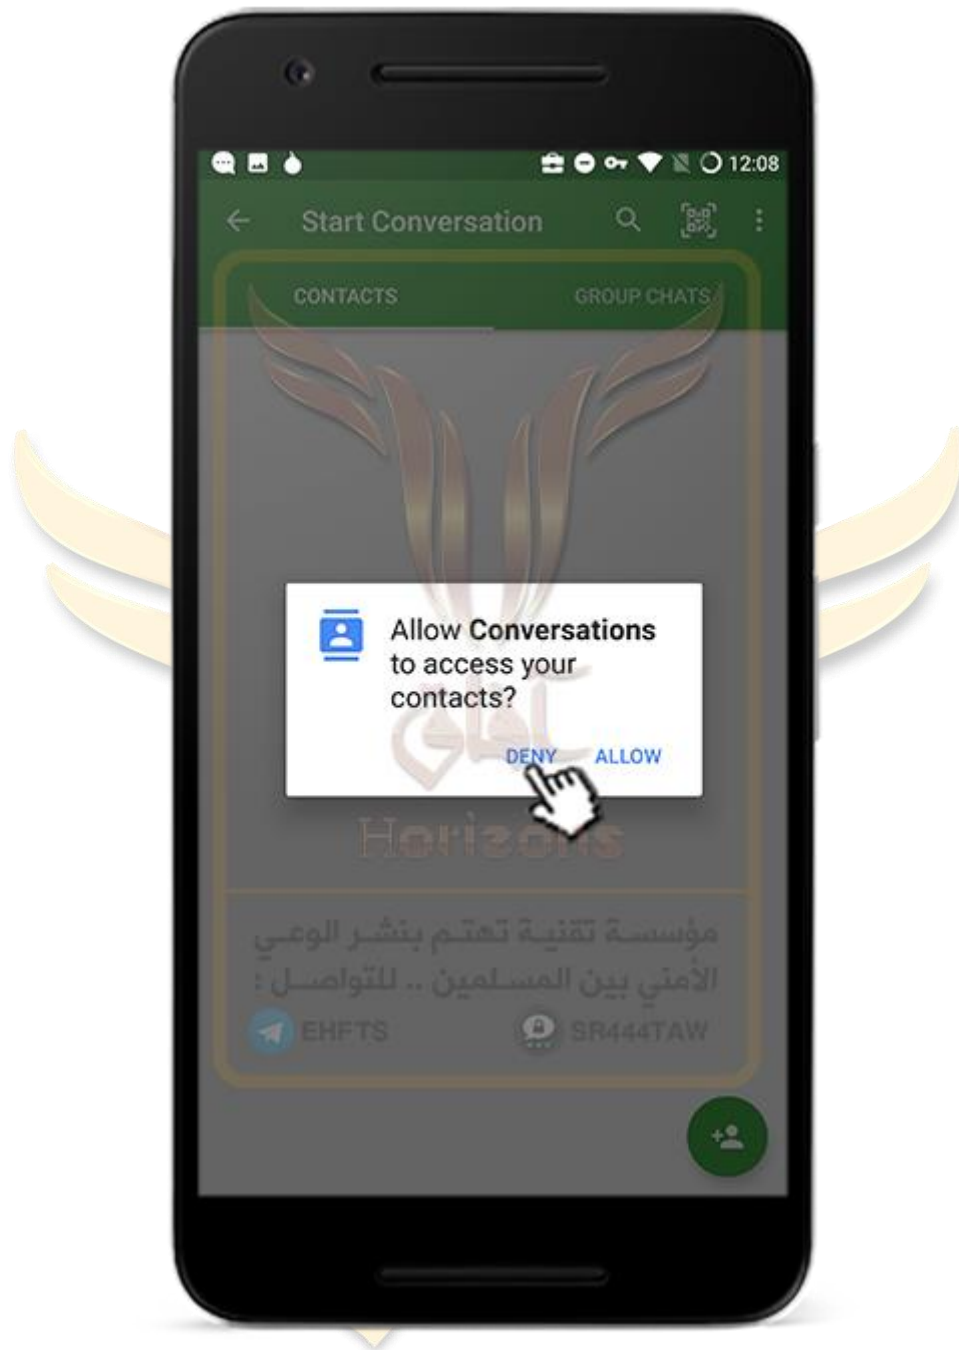 12:08
Start Conversation
CONTACTS GROUP CHATS
Allow Conversations
to access your
contacts?
DENY ALLOW
آفاق
Horizons
مؤسسة تقنية تهتم بنشر الوعي
الأمني بين المسلمين .. للتواصل :
EHFTS SR444TAW